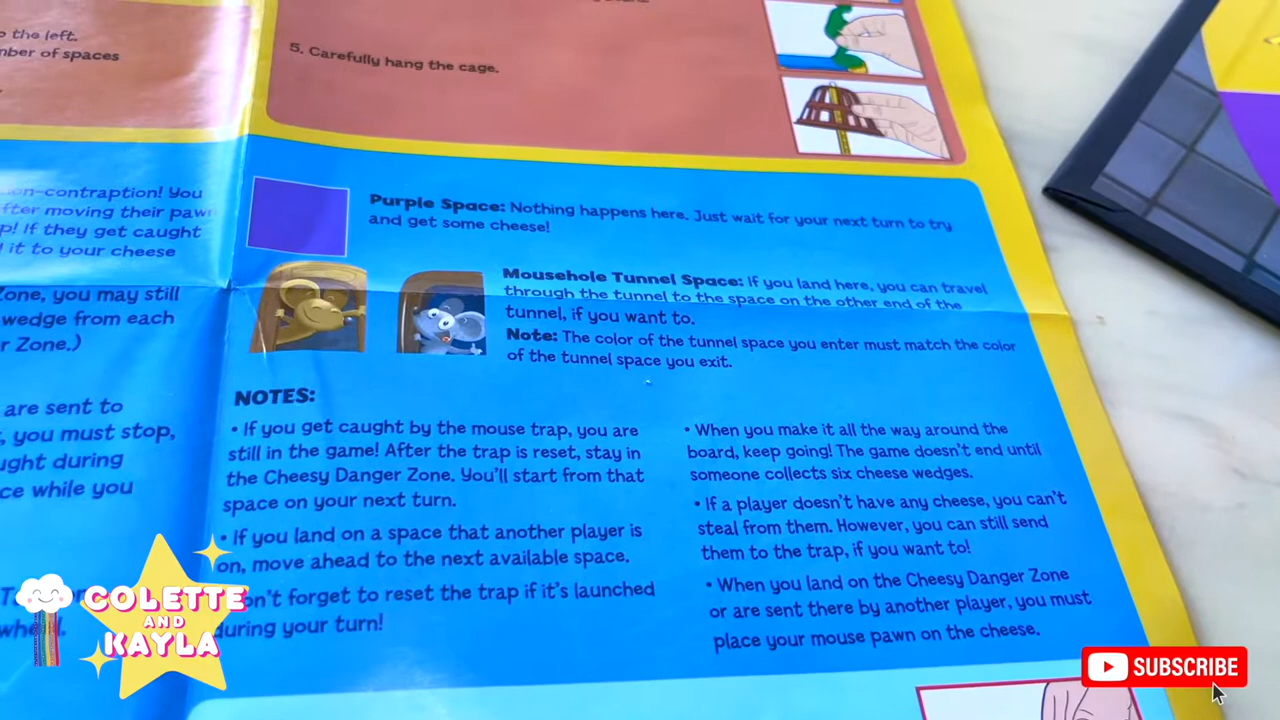 o the left.
nber of spaces
5. Carefully hang the cage.
on-contraption! You
fter moving their pawn
p! If they get caught
it to your cheese
Zone, you may still
wedge from each
r Zone.)
are sent to
, you must stop,
ught during
ce while you
Purple Space: Nothing happens here. Just wait for your next turn to try
and get some cheese!
Mousehole Tunnel Space: If you land here, you can travel
through the tunnel to the space on the other end of the
tunnel, if you want to.
Note: The color of the tunnel space you enter must match the color
of the tunnel space you exit.
NOTES:
• If you get caught by the mouse trap, you are
still in the game! After the trap is reset, stay in
the Cheesy Danger Zone. You'll start from that
space on your next turn.
• If you land on a space that another player is
on, move ahead to the next available space.
on't forget to reset the trap if it's launched
during your turn!
• When you make it all the way around the
board, keep going! The game doesn't end until
someone collects six cheese wedges.
• If a player doesn't have any cheese, you can't
steal from them. However, you can still send
them to the trap, if you want to!
• When you land on the Cheesy Danger Zone
or are sent there by another player, you must
place your mouse pawn on the cheese.
COLETTE
AND
KAYLA
SUBSCRIBE